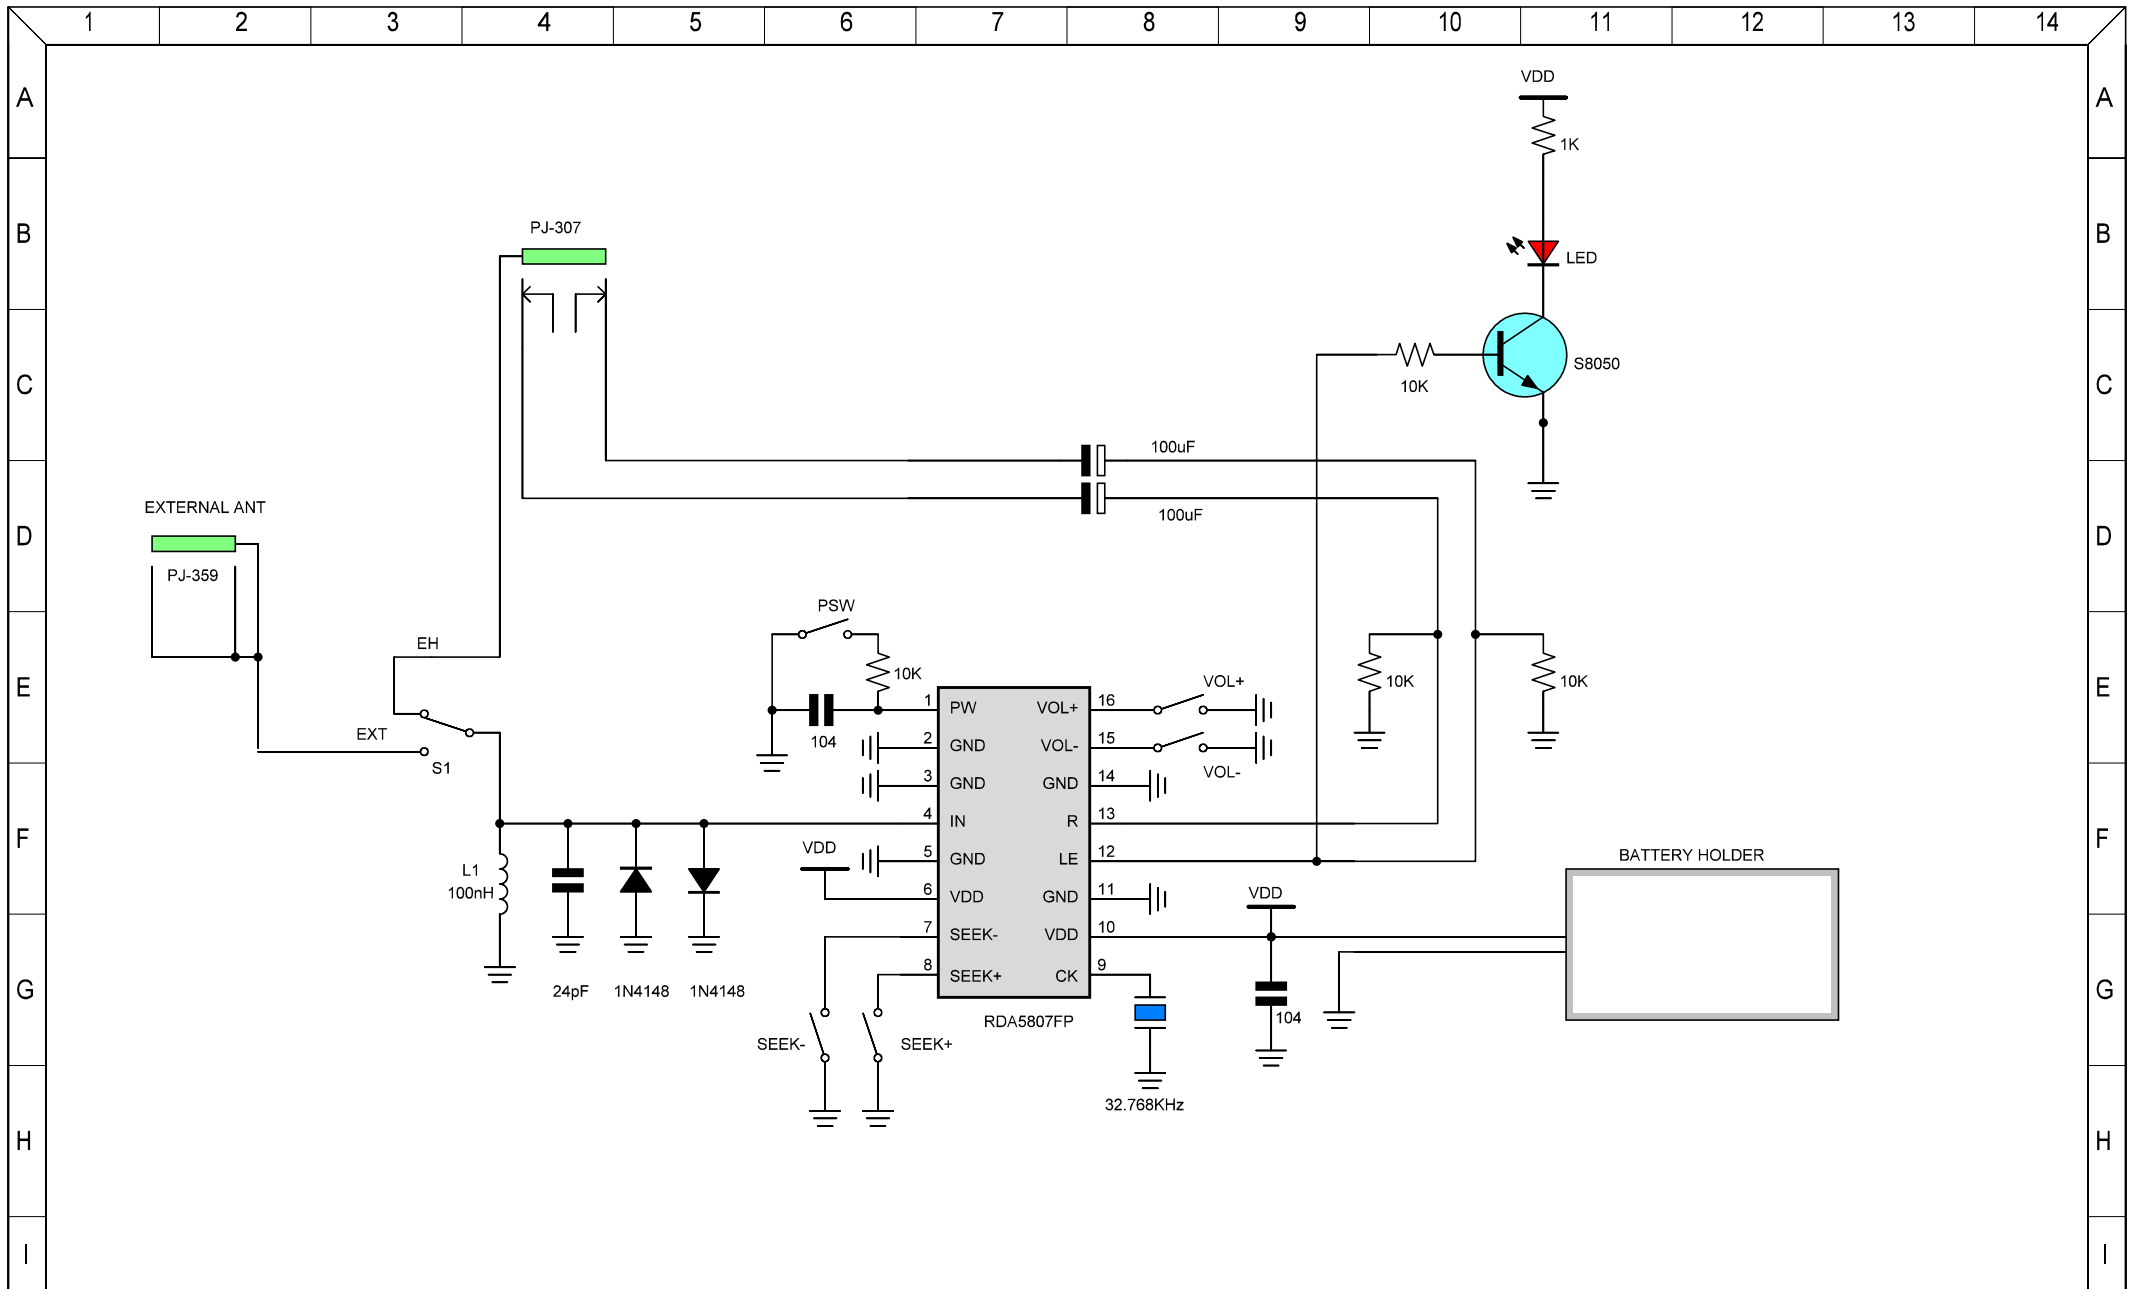 1 2 3 4 5 6 7 8 9 10 11 12 13 14
A A
VDD
1K
B B
PJ-307
LED
C C
S8050
10K
100uF
100uF
EXTERNAL ANT
D D
PJ-359
PSW
EH
10K
E E
VOL+
10K
10K
1 PW VOL+ 16
EXT
104
S1
2 GND VOL- 15
VOL-
3 GND GND 14
4 IN R 13
F F
VDD
5 GND LE 12
BATTERY HOLDER
L1
100nH
6 VDD GND 11
VDD
7 SEEK- VDD 10
8 SEEK+ CK 9
G G
24pF 1N4148 1N4148
RDA5807FP
104
SEEK- SEEK+
32.768KHz
H H
I I